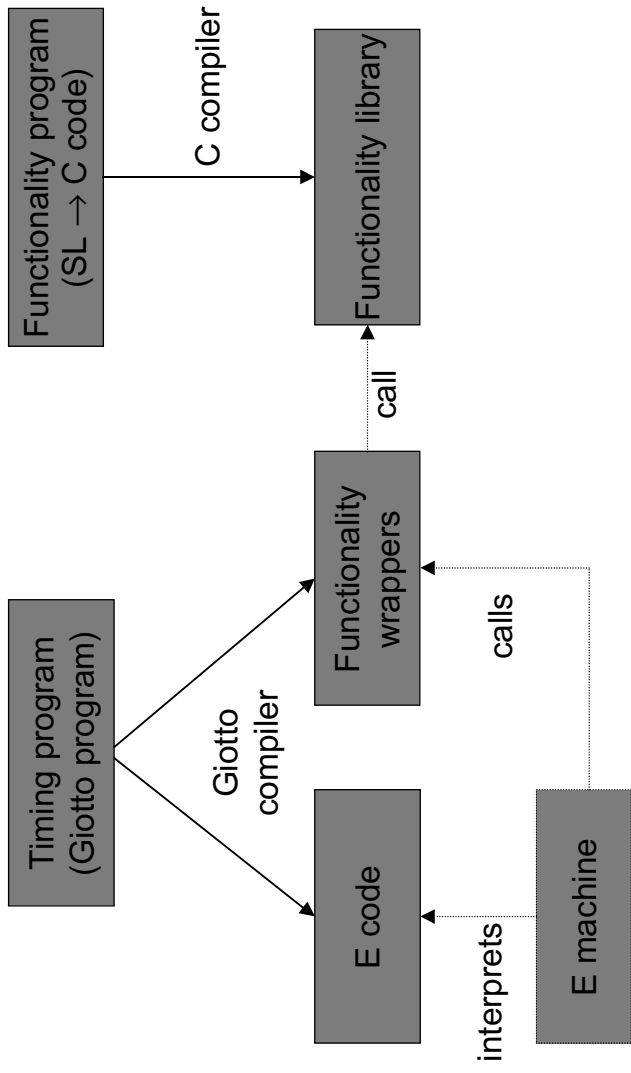 Timing program
(Giotto program)
Functionality program
(SL → C code)
Giotto
compiler
C compiler
E code
Functionality
wrappers
call
Functionality library
interprets
calls
E machine